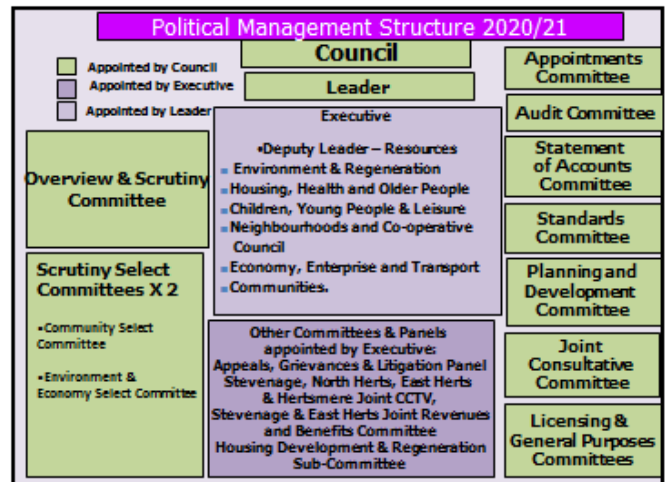 Political Management Structure 2020/21
Council
Leader
Appointed by Council
Appointed by Executive
Appointed by Leader
Overview & Scrutiny
Committee
Scrutiny Select
Committees X 2
•Community Select
Committee
•Environment &
Economy Select Committee
Executive
•Deputy Leader – Resources
Environment & Regeneration
Housing, Health and Older People
Children, Young People & Leisure
Neighbourhoods and Co-operative
Council
Economy, Enterprise and Transport
Communities.
Other Committees & Panels
appointed by Executive:
Appeals, Grievances & Litigation Panel
Stevenage, North Herts, East Herts
& Hertsmere Joint CCTV,
Stevenage & East Herts Joint Revenues
and Benefits Committee
Housing Development & Regeneration
Sub-Committee
Appointments
Committee
Audit Committee
Statement
of Accounts
Committee
Standards
Committee
Planning and
Development
Committee
Joint
Consultative
Committee
Licensing &
General Purposes
Committees